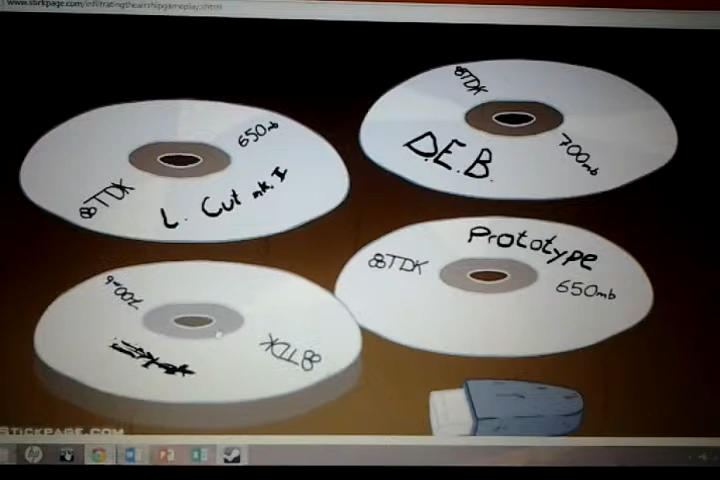 www.stickpage.com/infiltratingtheairshipgameplay.shtml
TDK
650mb
L. Cut mk. II
TDK
D.E.B.
700mb
700mb
TDK
Prototype
TDK
650mb
STICKPAGE.COM
hp